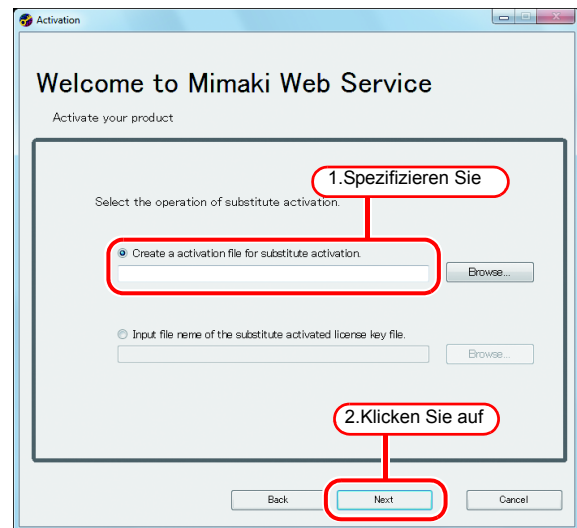 Activation
Welcome to Mimaki Web Service
Activate your product
1.Spezifizieren Sie
Select the operation of substitute activation.
Create a activation file for substitute activation.
Browse...
Input file name of the substitute activated license key file.
Browse...
2.Klicken Sie auf
Back
Next
Cancel